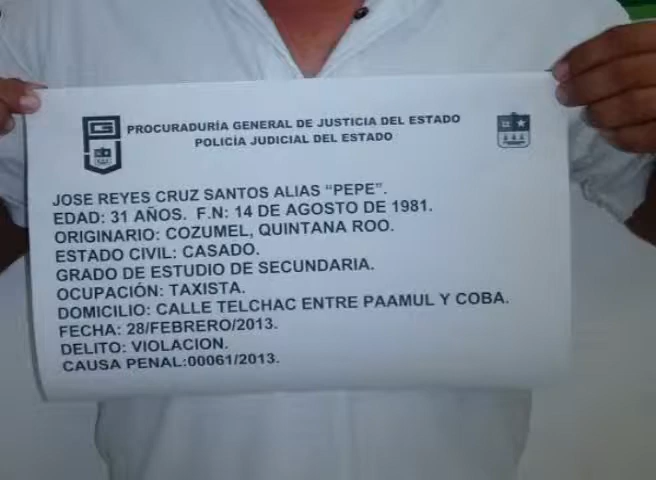 PROCURADURÍA GENERAL DE JUSTICIA DEL ESTADO
POLICIA JUDICIAL DEL ESTADO
JOSE REYES CRUZ SANTOS ALIAS “PEPE”.
EDAD: 31 AÑOS. F.N: 14 DE AGOSTO DE 1981.
ORIGINARIO: COZUMEL, QUINTANA ROO.
ESTADO CIVIL: CASADO.
GRADO DE ESTUDIO DE SECUNDARIA.
OCUPACIÓN: TAXISTA.
DOMICILIO: CALLE TELCHAC ENTRE PAAMUL Y COBA.
FECHA: 28/FEBRERO/2013.
DELITO: VIOLACION.
CAUSA PENAL:00061/2013.